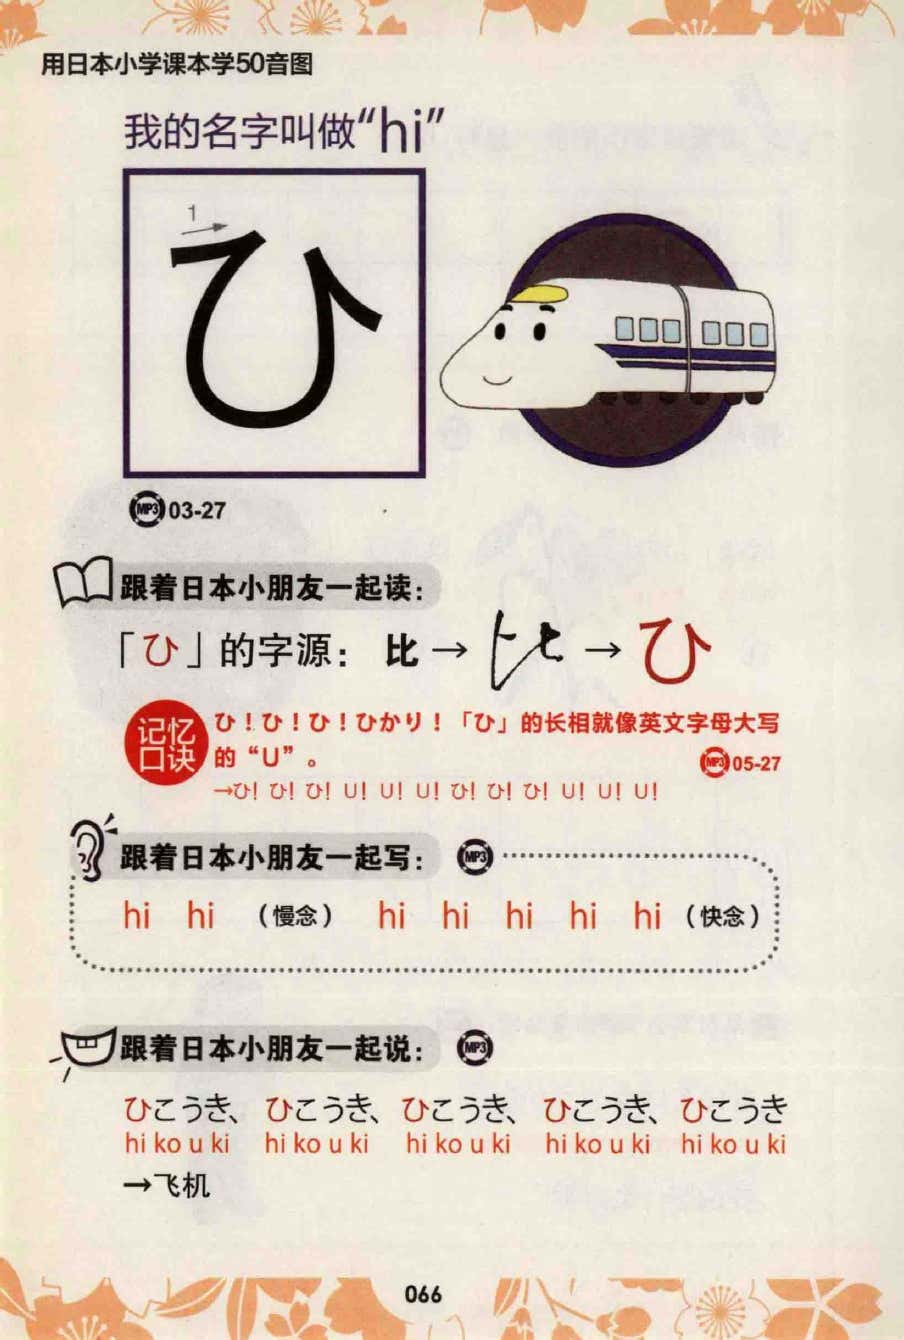 用日本小学课本学50音图
我的名字叫做“hi”
1
ひ
MP3 03-27
跟着日本小朋友一起读：
「ひ」的字源： 比→比→ひ
记忆口诀
ひ！ひ！ひ！ひかり！「ひ」的长相就像英文字母大写
的“U”。
MP3 05-27
→ひ！ひ！ひ！U！U！U！ひ！ひ！ひ！U！U！U！
跟着日本小朋友一起写： MP3
hi hi （慢念） hi hi hi hi hi （快念）
跟着日本小朋友一起说： MP3
ひこうき、ひこうき、ひこうき、ひこうき、ひこうき
hi ko u ki hi ko u ki hi ko u ki hi ko u ki hi ko u ki
→飞机
066